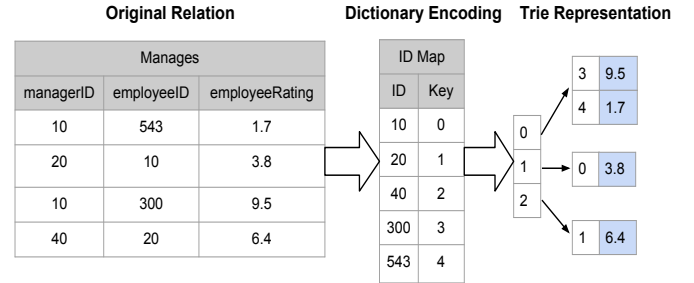 Original Relation Dictionary Encoding Trie Representation
Manages
managerID employeeID employeeRating
10 543 1.7
20 10 3.8
10 300 9.5
40 20 6.4
ID Map
ID Key
10 0
20 1
40 2
300 3
543 4
0
1
2
3 9.5
4 1.7
0 3.8
1 6.4